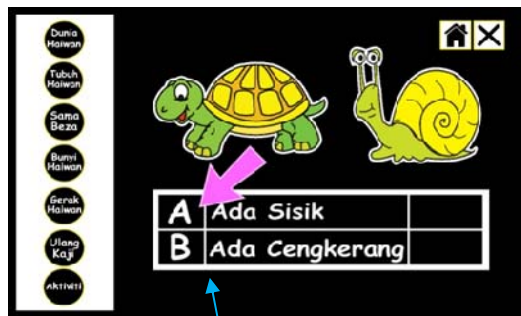 Dunia
Haiwan
Tubuh
Haiwan
Sama
Beza
Bunyi
Haiwan
Gerak
Haiwan
Ulang
Kaji
Aktiviti
A Ada Sisik
B Ada Cengkerang